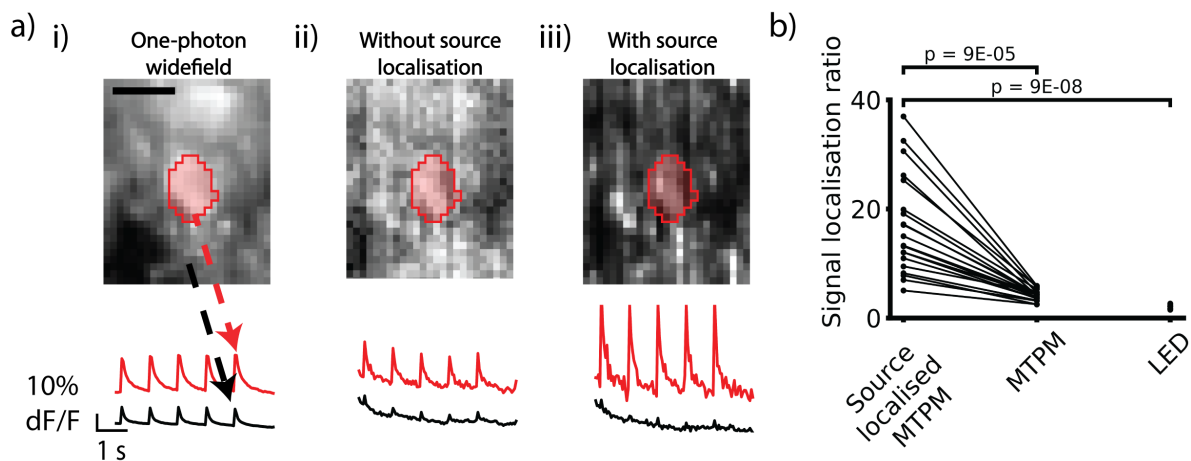 a)
i)
One-photon
widefield
ii)
Without source
localisation
iii)
With source
localisation
10%
dF/F
1 s
b)
Signal localisation ratio
p = 9E-05
p = 9E-08
40
20
0
Source
localised
MTPM
MTPM
LED